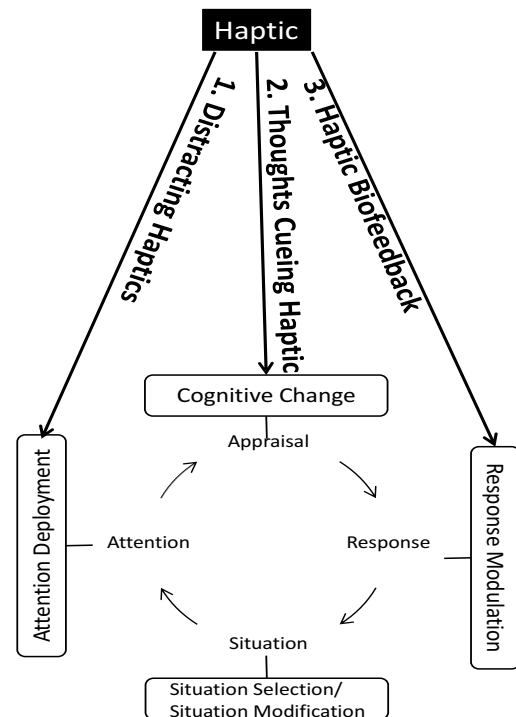 Haptic
1. Distracting Haptics
2. Thoughts Cueing Haptic
3. Haptic Biofeedback
Cognitive Change
Appraisal
Attention Deployment
Attention
Response
Response Modulation
Situation
Situation Selection/
Situation Modification